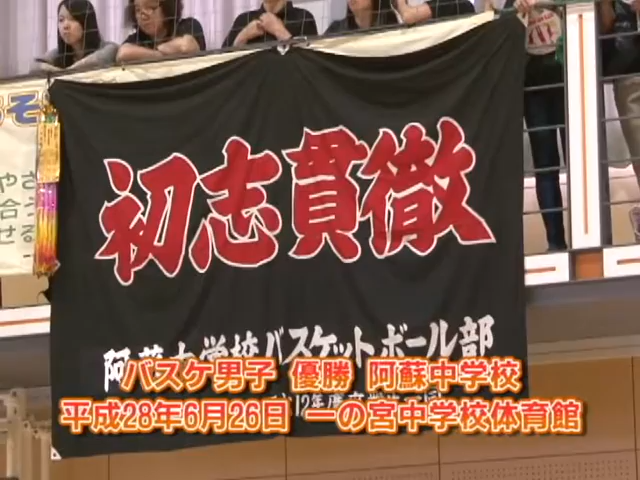 初志貫徹
阿蘇中学校バスケットボール部
バスケ男子 優勝 阿蘇中学校
平成28年6月26日 一の宮中学校体育館